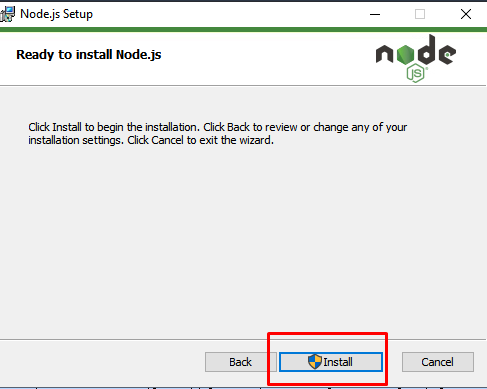 Node.js Setup
Ready to install Node.js
node
JS
Click Install to begin the installation. Click Back to review or change any of your
installation settings. Click Cancel to exit the wizard.
Back
Install
Cancel